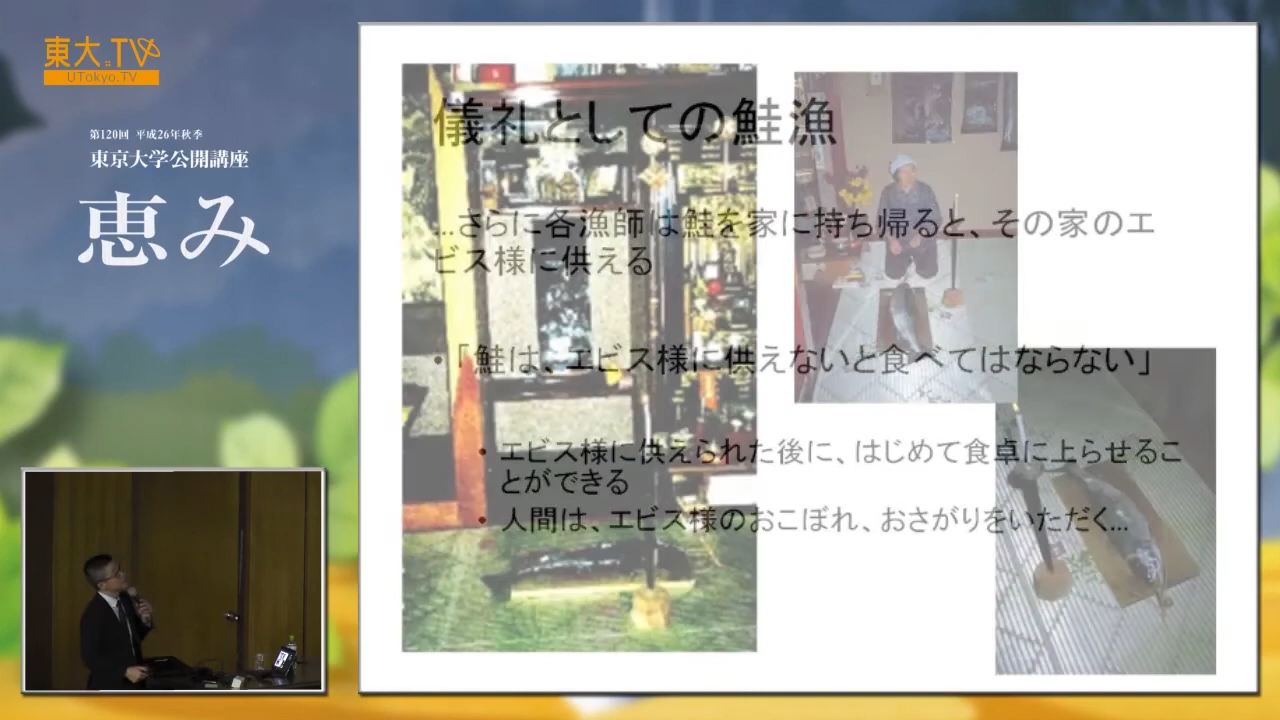 東大.TV
UTokyo.TV
第120回 平成26年秋季
東京大学公開講座
恵み
儀礼としての鮭漁
…さらに各漁師は鮭を家に持ち帰ると、その家のエ
ビス様に供える
•「鮭は、エビス様に供えないと食べてはならない」
• エビス様に供えられた後に、はじめて食卓に上らせるこ
とができる
• 人間は、エビス様のおこぼれ、おさがりをいただく…